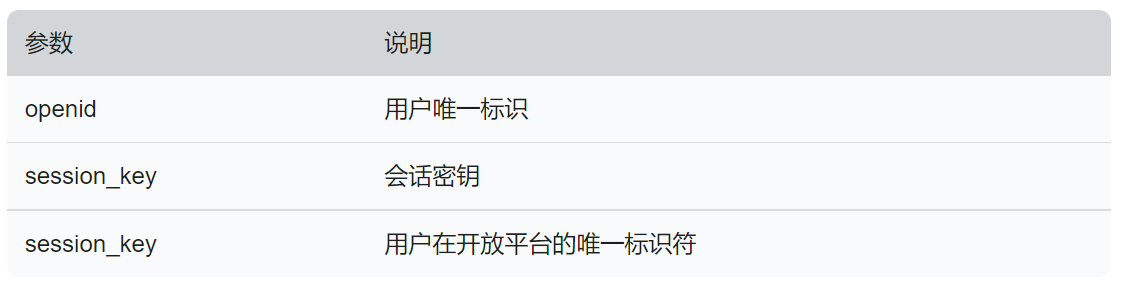 参数 说明
openid 用户唯一标识
session_key 会话密钥
session_key 用户在开放平台的唯一标识符